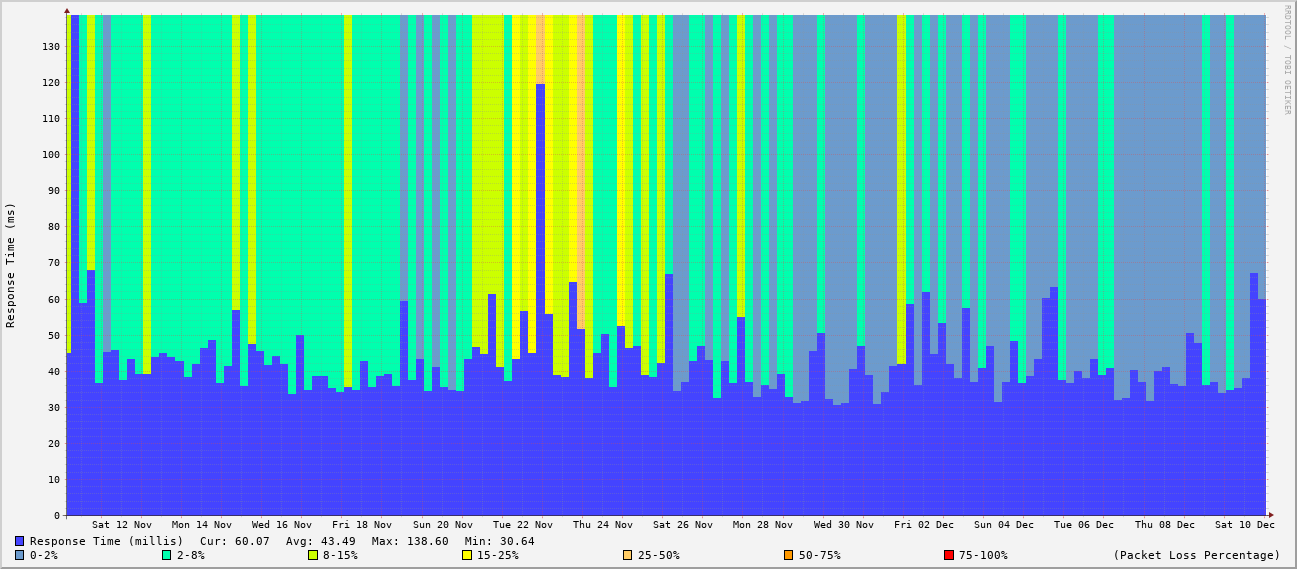 RRDTOOL / TOBI OETIKER
Response Time (ms)
130
120
110
100
90
80
70
60
50
40
30
20
10
0
Sat 12 Nov Mon 14 Nov Wed 16 Nov Fri 18 Nov Sun 20 Nov Tue 22 Nov Thu 24 Nov Sat 26 Nov Mon 28 Nov Wed 30 Nov Fri 02 Dec Sun 04 Dec Tue 06 Dec Thu 08 Dec Sat 10 Dec
Response Time (millis) Cur: 60.07 Avg: 43.49 Max: 138.60 Min: 30.64
0-2% 2-8% 8-15% 15-25% 25-50% 50-75% 75-100% (Packet Loss Percentage)